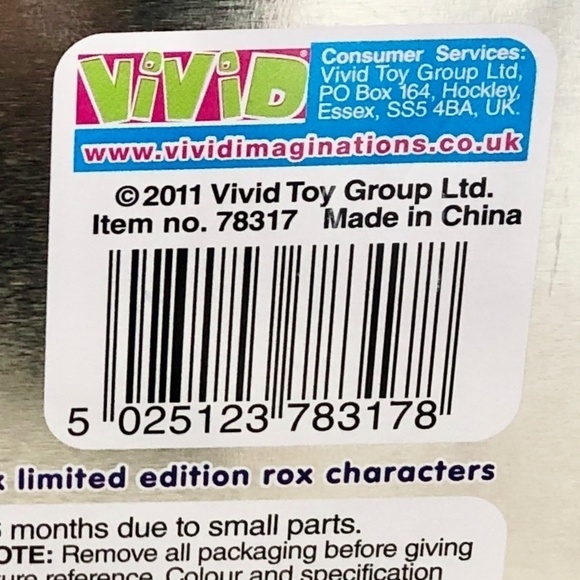 ViViD
Consumer Services:
Vivid Toy Group Ltd,
PO Box 164, Hockley,
Essex, SS5 4BA, UK.
www.vividimaginations.co.uk
©2011 Vivid Toy Group Ltd.
Item no. 78317 Made in China
5 025123 783178
limited edition rox characters
months due to small parts.
OTE: Remove all packaging before giving
ure reference. Colour and specification